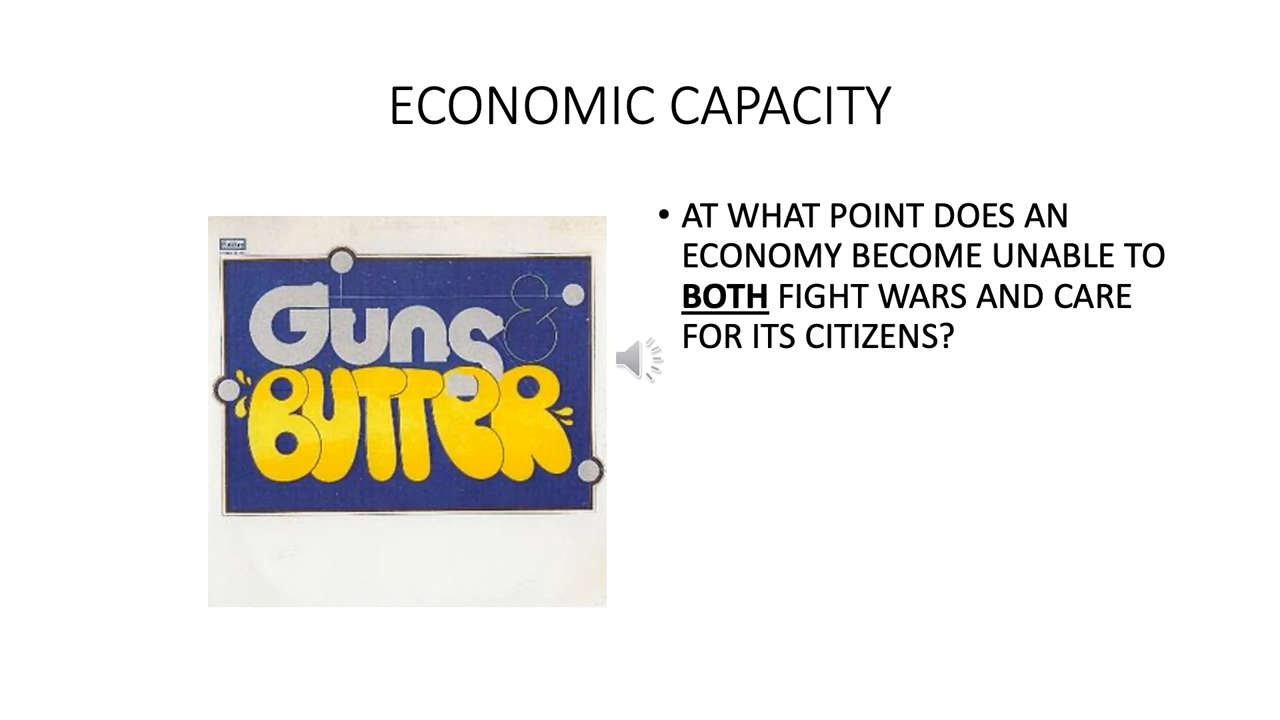 ECONOMIC CAPACITY
Guns &
BUTTER
• AT WHAT POINT DOES AN
ECONOMY BECOME UNABLE TO
BOTH FIGHT WARS AND CARE
FOR ITS CITIZENS?